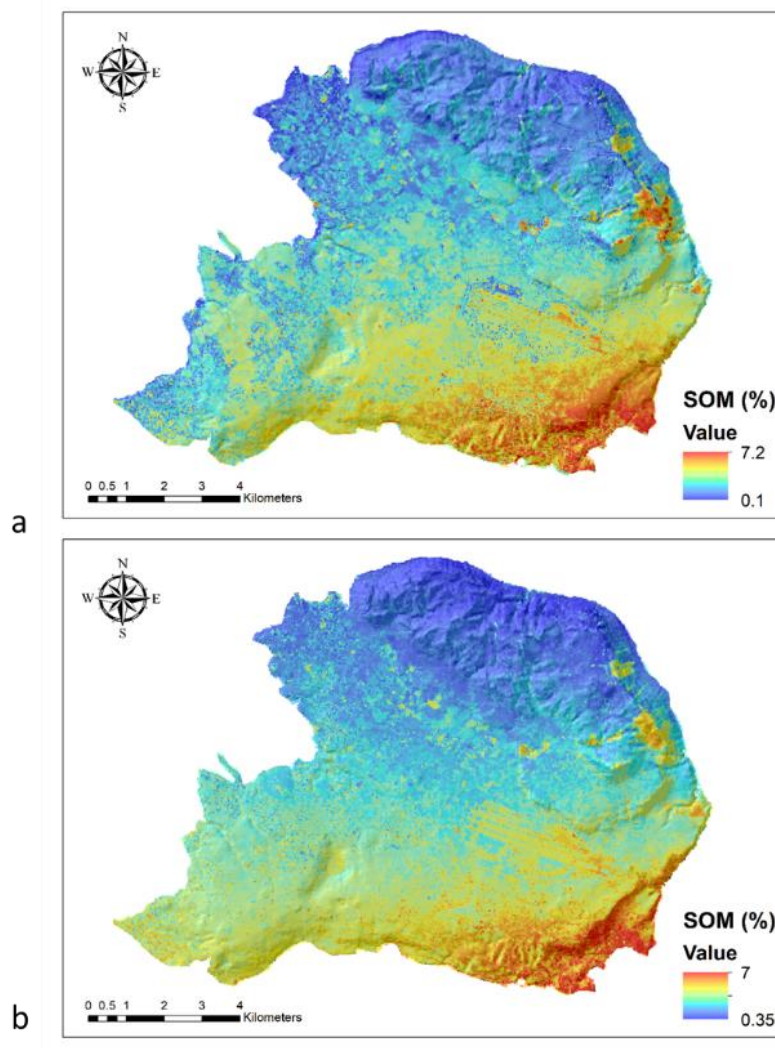 N
W E
S
SOM (%)
Value
7.2
0.1
0 0.5 1 2 3 4
Kilometers
a
N
W E
S
SOM (%)
Value
7
0.35
0 0.5 1 2 3 4
Kilometers
b